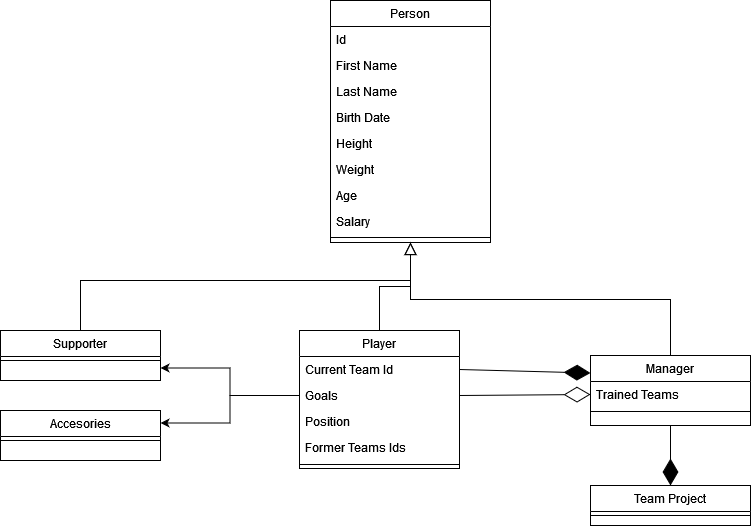 Person
Id
First Name
Last Name
Birth Date
Height
Weight
Age
Salary
Supporter
Accesories
Player
Current Team Id
Goals
Position
Former Teams Ids
Manager
Trained Teams
Team Project